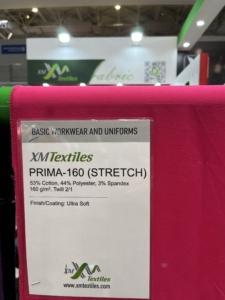 XMTextiles
fabric
BASIC WORKWEAR AND UNIFORMS
XMTextiles
PRIMA-160 (STRETCH)
53% Cotton, 44% Polyester, 3% Spandex
160 g/m², Twill 2/1
Finish/Coating: Ultra Soft
XM Textiles
www.xmtextiles.com